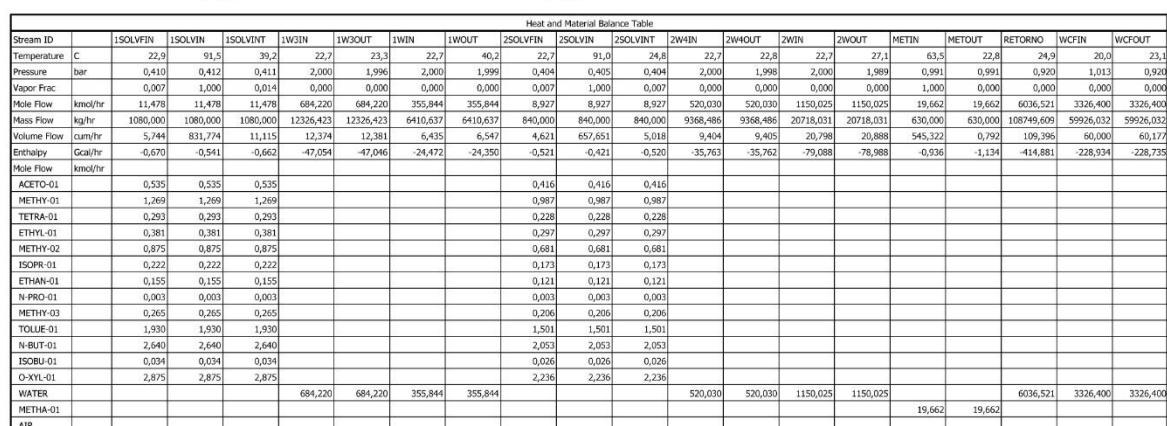 Heat and Material Balance Table
Stream ID 1SOLVFIN 1SOLVIN 1SOLVINT 1W3IN 1W3OUT 1WIN 1WOUT 2SOLVFIN 2SOLVIN 2SOLVINT 2W4IN 2W4OUT 2WIN 2WOUT METIN METOUT RETORNO WCFIN WCFOUT
Temperature C 22,9 91,5 39,2 22,7 23,3 22,7 40,2 22,7 91,0 24,8 22,7 22,8 22,7 27,1 63,5 22,8 24,9 20,0 23,1
Pressure bar 0,410 0,412 0,411 2,000 1,996 2,000 1,999 0,404 0,405 0,404 2,000 1,998 2,000 1,989 0,991 0,991 0,920 1,013 0,920
Vapor Frac 0,007 1,000 0,014 0,000 0,000 0,000 0,000 0,007 1,000 0,007 0,000 0,000 0,000 0,000 1,000 0,000 0,000 0,000 0,000
Mole Flow kmol/hr 11,478 11,478 11,478 684,220 684,220 355,844 355,844 8,927 8,927 8,927 520,030 520,030 1150,025 1150,025 19,662 19,662 6036,521 3326,400 3326,400
Mass Flow kg/hr 1080,000 1080,000 1080,000 12326,423 12326,423 6410,637 6410,637 840,000 840,000 840,000 9368,486 9368,486 20718,031 20718,031 630,000 630,000 108749,609 59926,032 59926,032
Volume Flow cum/hr 5,744 831,774 11,115 12,374 12,381 6,435 6,547 4,621 657,651 5,018 9,404 9,405 20,798 20,888 545,322 0,792 109,396 60,000 60,177
Enthalpy Gcal/hr -0,670 -0,541 -0,662 -47,054 -47,046 -24,472 -24,350 -0,521 -0,421 -0,520 -35,763 -35,762 -79,088 -78,988 -0,936 -1,134 -414,881 -228,934 -228,735
Mole Flow kmol/hr
ACETO-01 0,535 0,535 0,535 0,416 0,416 0,416
METHY-01 1,269 1,269 1,269 0,987 0,987 0,987
TETRA-01 0,293 0,293 0,293 0,228 0,228 0,228
ETHYL-01 0,381 0,381 0,381 0,297 0,297 0,297
METHY-02 0,875 0,875 0,875 0,681 0,681 0,681
ISOPR-01 0,222 0,222 0,222 0,173 0,173 0,173
ETHAN-01 0,155 0,155 0,155 0,121 0,121 0,121
N-PRO-01 0,003 0,003 0,003 0,003 0,003 0,003
METHY-03 0,265 0,265 0,265 0,206 0,206 0,206
TOLUE-01 1,930 1,930 1,930 1,501 1,501 1,501
N-BUT-01 2,640 2,640 2,640 2,053 2,053 2,053
ISOBU-01 0,034 0,034 0,034 0,026 0,026 0,026
O-XYL-01 2,875 2,875 2,875 2,236 2,236 2,236
WATER 684,220 684,220 355,844 355,844 520,030 520,030 1150,025 1150,025 6036,521 3326,400 3326,400
METHA-01 19,662 19,662
AIR